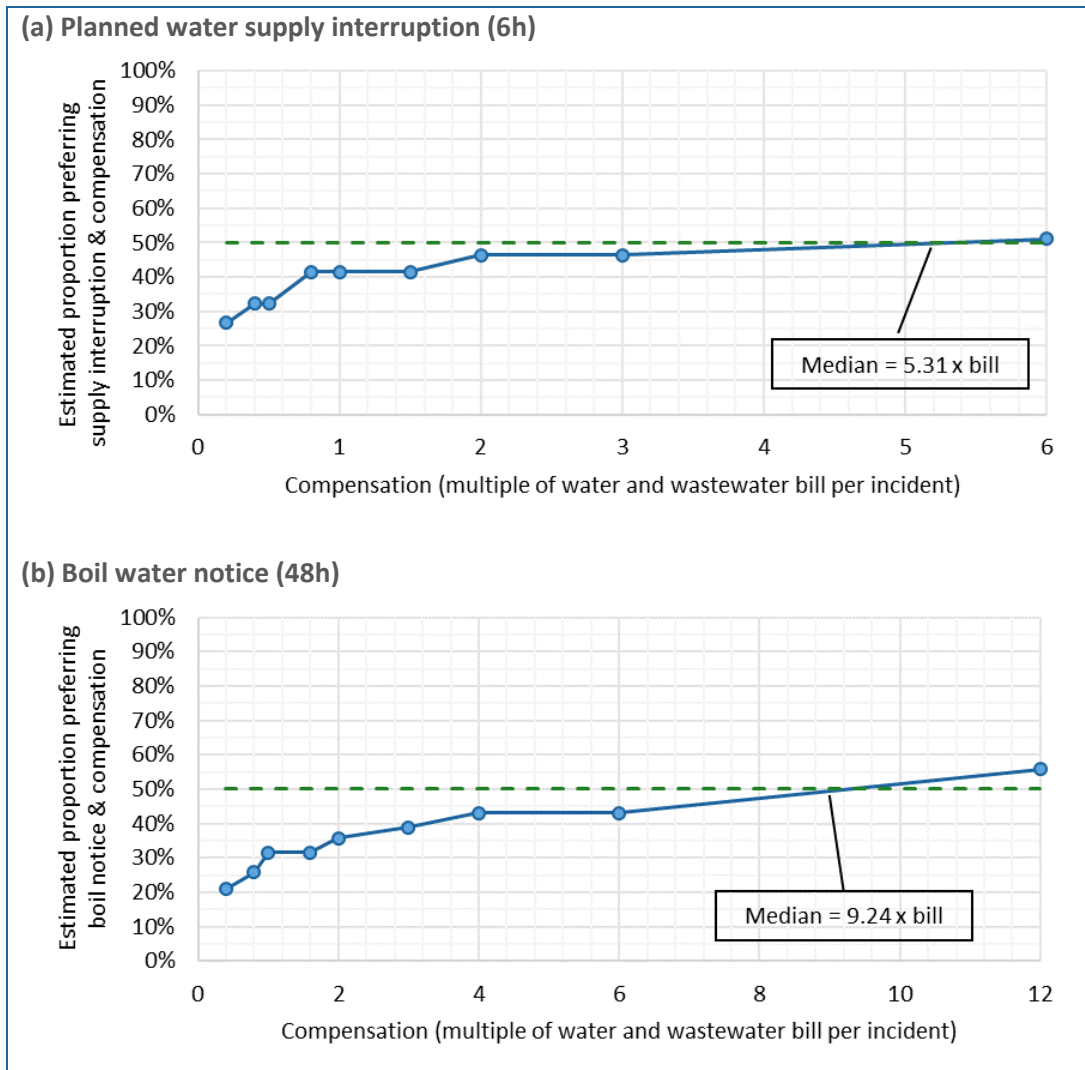 (a) Planned water supply interruption (6h)
Estimated proportion preferring
supply interruption & compensation
100%
90%
80%
70%
60%
50%
40%
30%
20%
10%
0%
Median = 5.31 x bill
0 1 2 3 4 5 6
Compensation (multiple of water and wastewater bill per incident)
(b) Boil water notice (48h)
Estimated proportion preferring
boil notice & compensation
100%
90%
80%
70%
60%
50%
40%
30%
20%
10%
0%
Median = 9.24 x bill
0 2 4 6 8 10 12
Compensation (multiple of water and wastewater bill per incident)